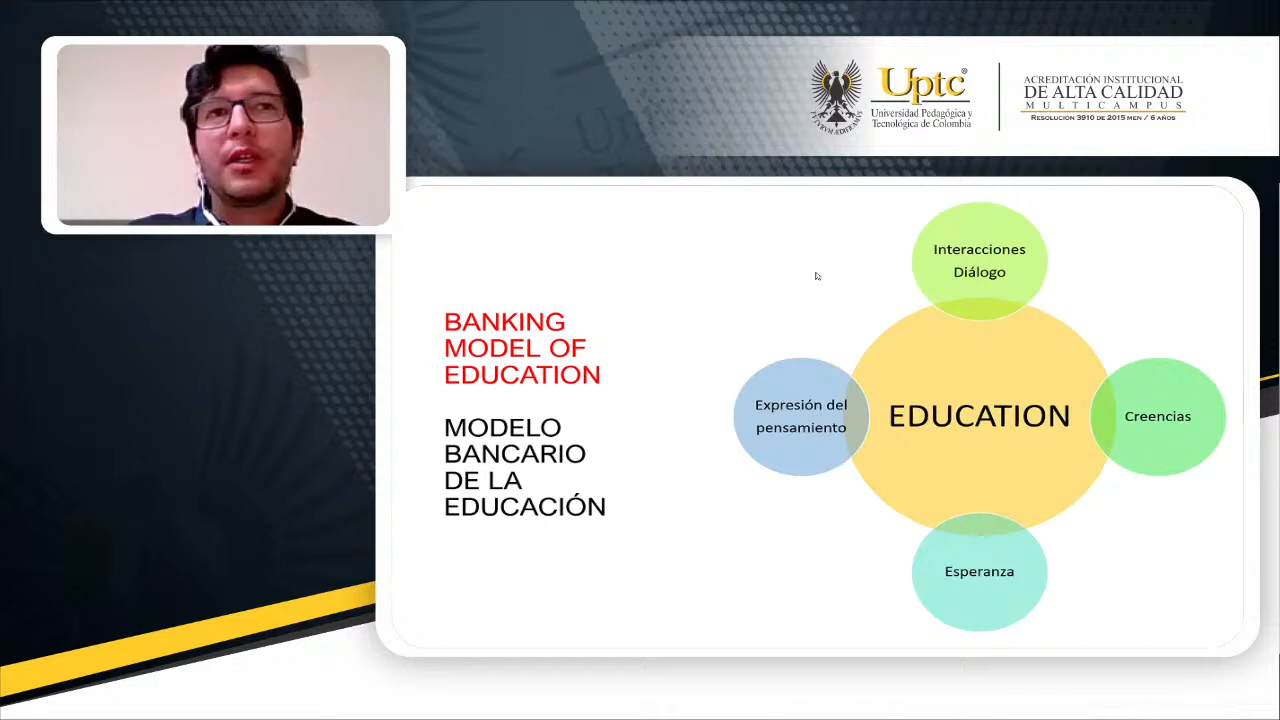 Uptc®
Universidad Pedagógica y
Tecnológica de Colombia
ACREDITACIÓN INSTITUCIONAL
DE ALTA CALIDAD
MULTICAMPUS
RESOLUCIÓN 3910 DE 2015 MEN / 6 AÑOS
BANKING
MODEL OF
EDUCATION
MODELO
BANCARIO
DE LA
EDUCACIÓN
Interacciones
Diálogo
Expresión del
pensamiento
EDUCATION
Creencias
Esperanza